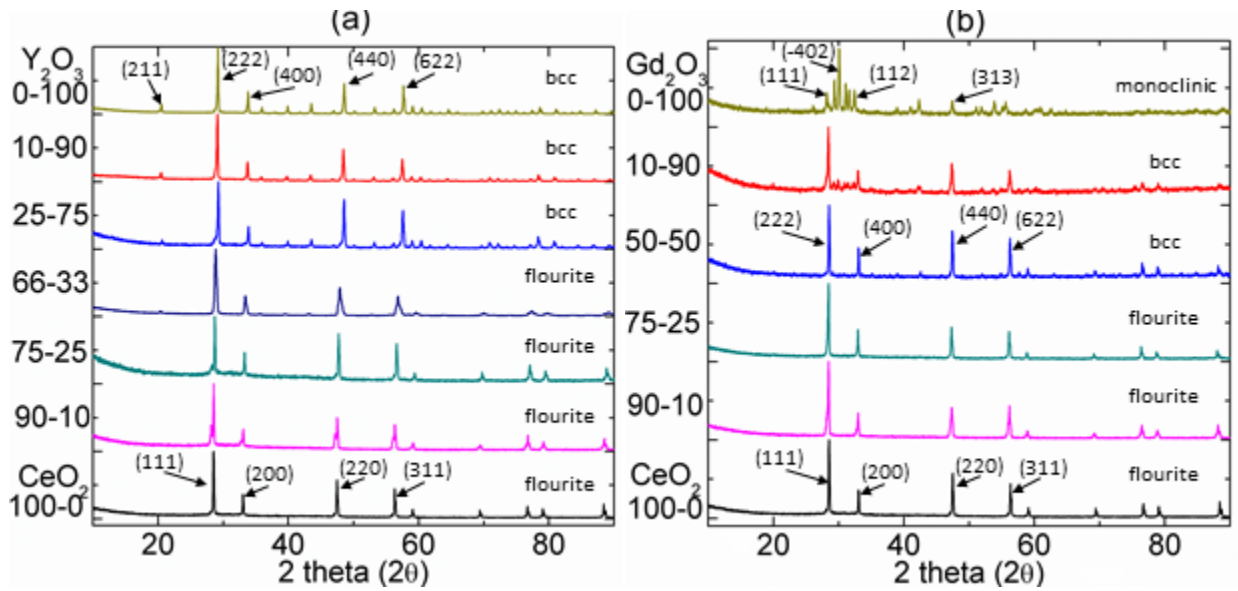 (a)
Y2O3
0-100
(211)
(222)
(400)
(440)
(622)
bcc
10-90
bcc
25-75
bcc
66-33
flourite
75-25
flourite
90-10
flourite
CeO2
100-0
(111)
(200)
(220)
(311)
flourite
20 40 60 80
2 theta (2θ)
(b)
Gd2O3
0-100
(-402)
(111)
(112)
(313)
monoclinic
10-90
bcc
50-50
(222)
(400)
(440)
(622)
bcc
75-25
flourite
90-10
flourite
CeO2
100-0
(111)
(200)
(220)
(311)
flourite
20 40 60 80
2 theta (2θ)